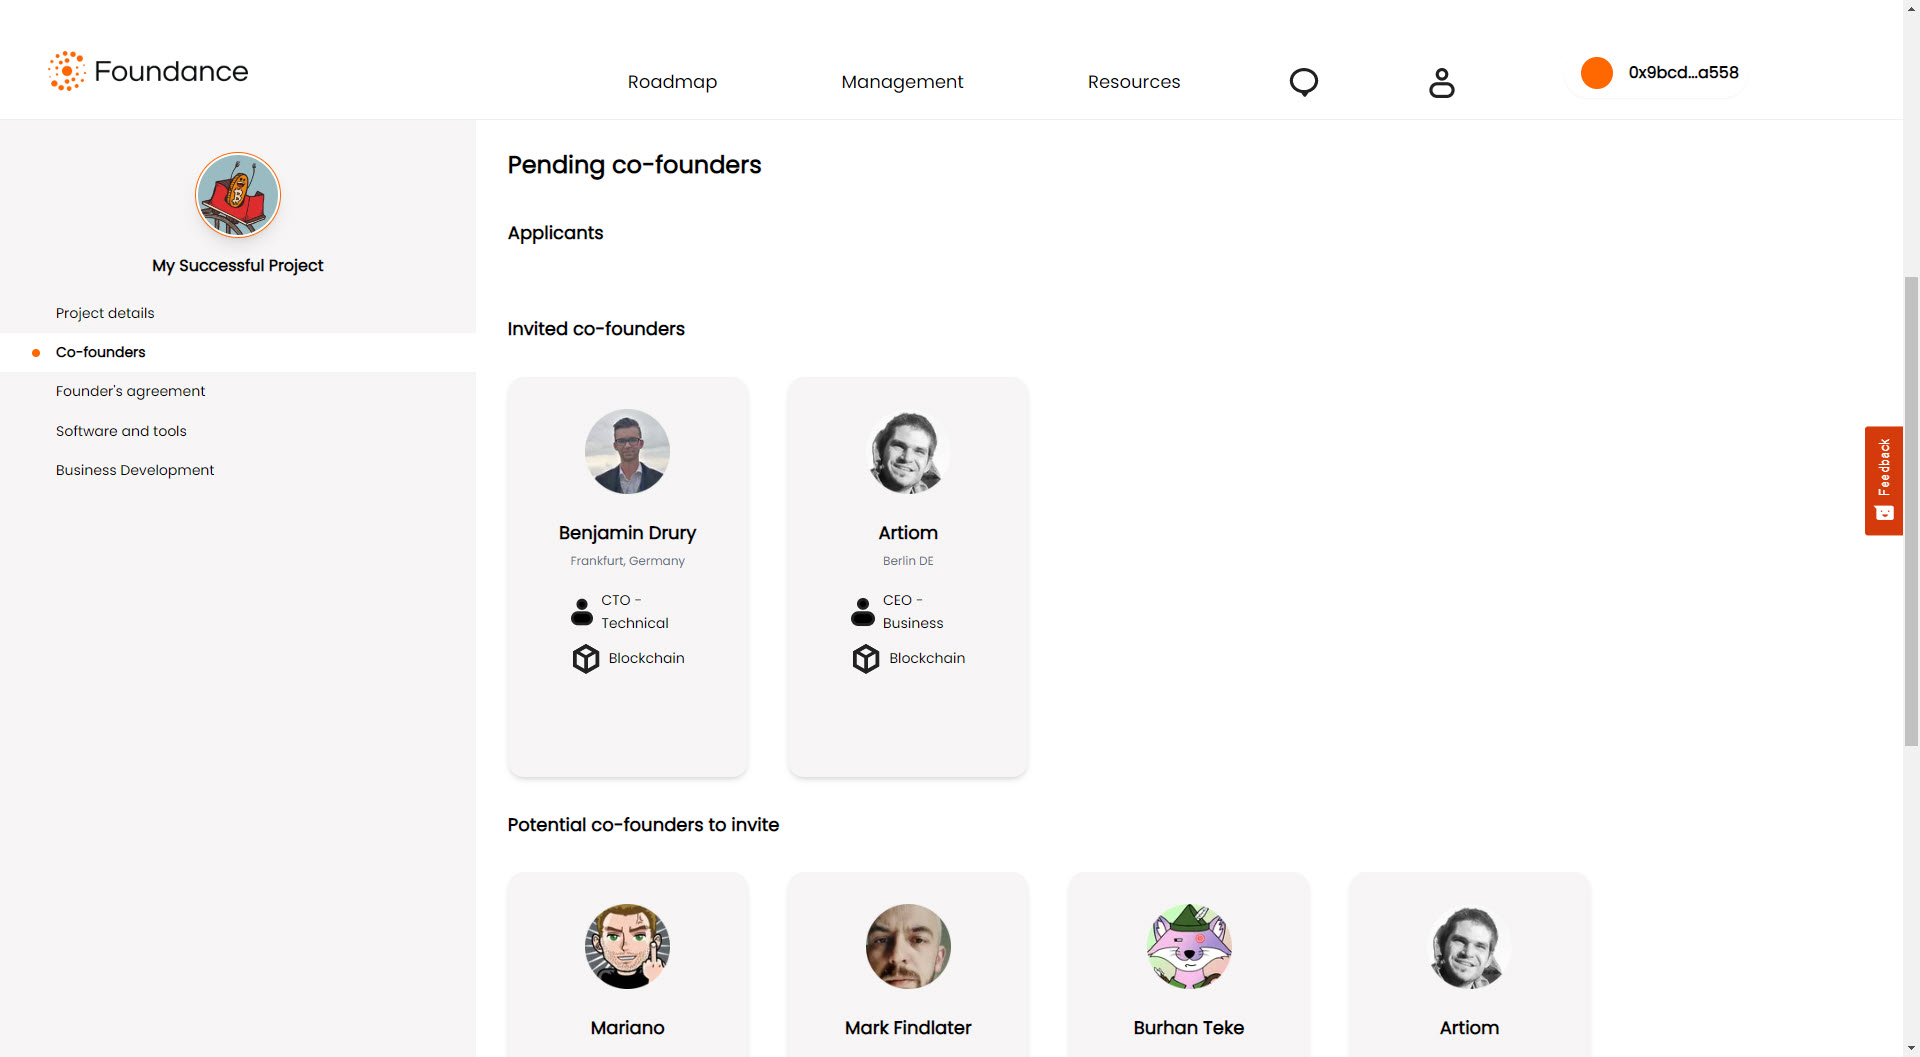 Foundance
Roadmap
Management
Resources
0x9bcd...a558
My Successful Project
Project details
Co-founders
Founder's agreement
Software and tools
Business Development
Pending co-founders
Applicants
Invited co-founders
Benjamin Drury
Frankfurt, Germany
CTO -
Technical
Blockchain
Artiom
Berlin DE
CEO -
Business
Blockchain
Potential co-founders to invite
Mariano
Mark Findlater
Burhan Teke
Artiom
Feedback